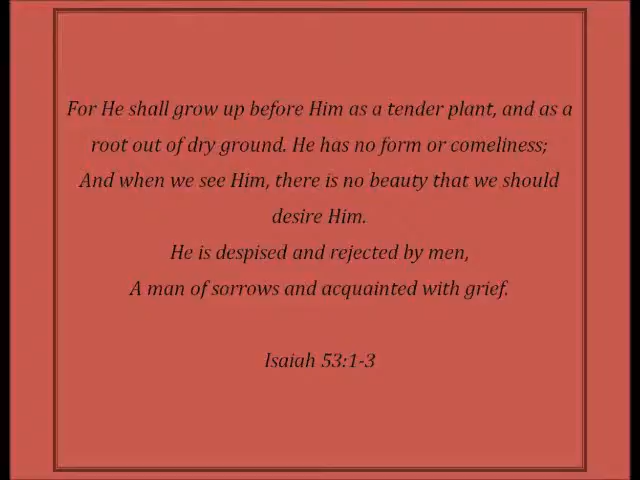 For He shall grow up before Him as a tender plant, and as a
root out of dry ground. He has no form or comeliness;
And when we see Him, there is no beauty that we should
desire Him.
He is despised and rejected by men,
A man of sorrows and acquainted with grief.
Isaiah 53:1-3